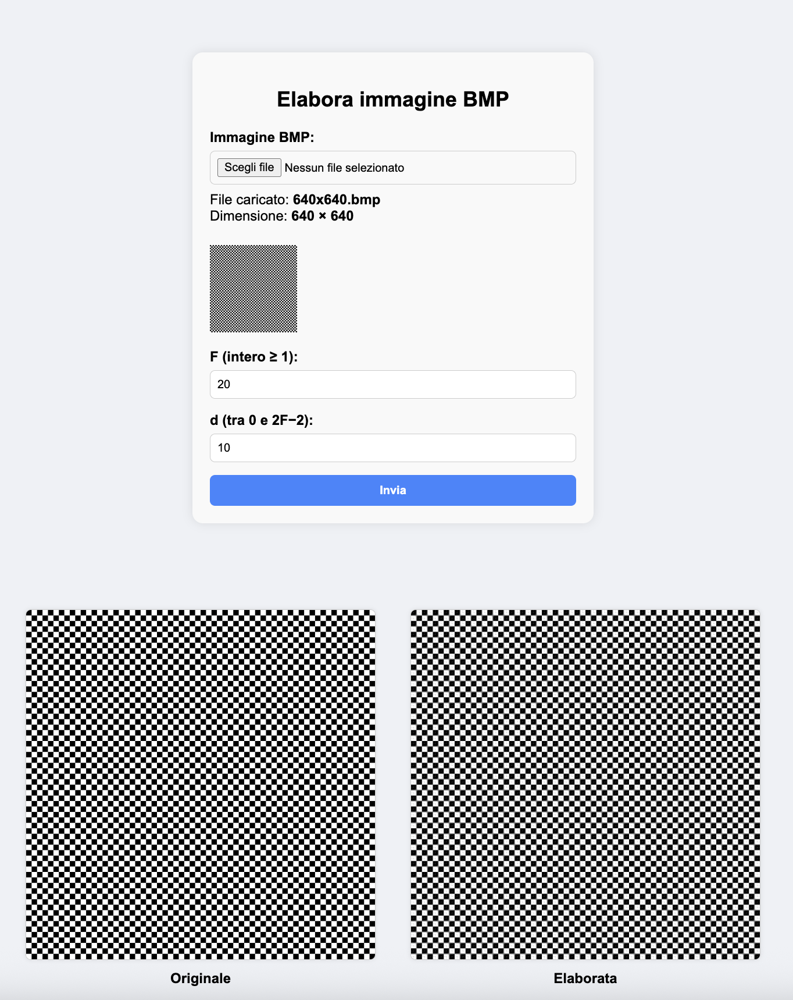 Elabora immagine BMP
Immagine BMP:
Scegli file Nessun file selezionato
File caricato: 640x640.bmp
Dimensione: 640 × 640
F (intero ≥ 1):
20
d (tra 0 e 2F−2):
10
Invia
Originale
Elaborata